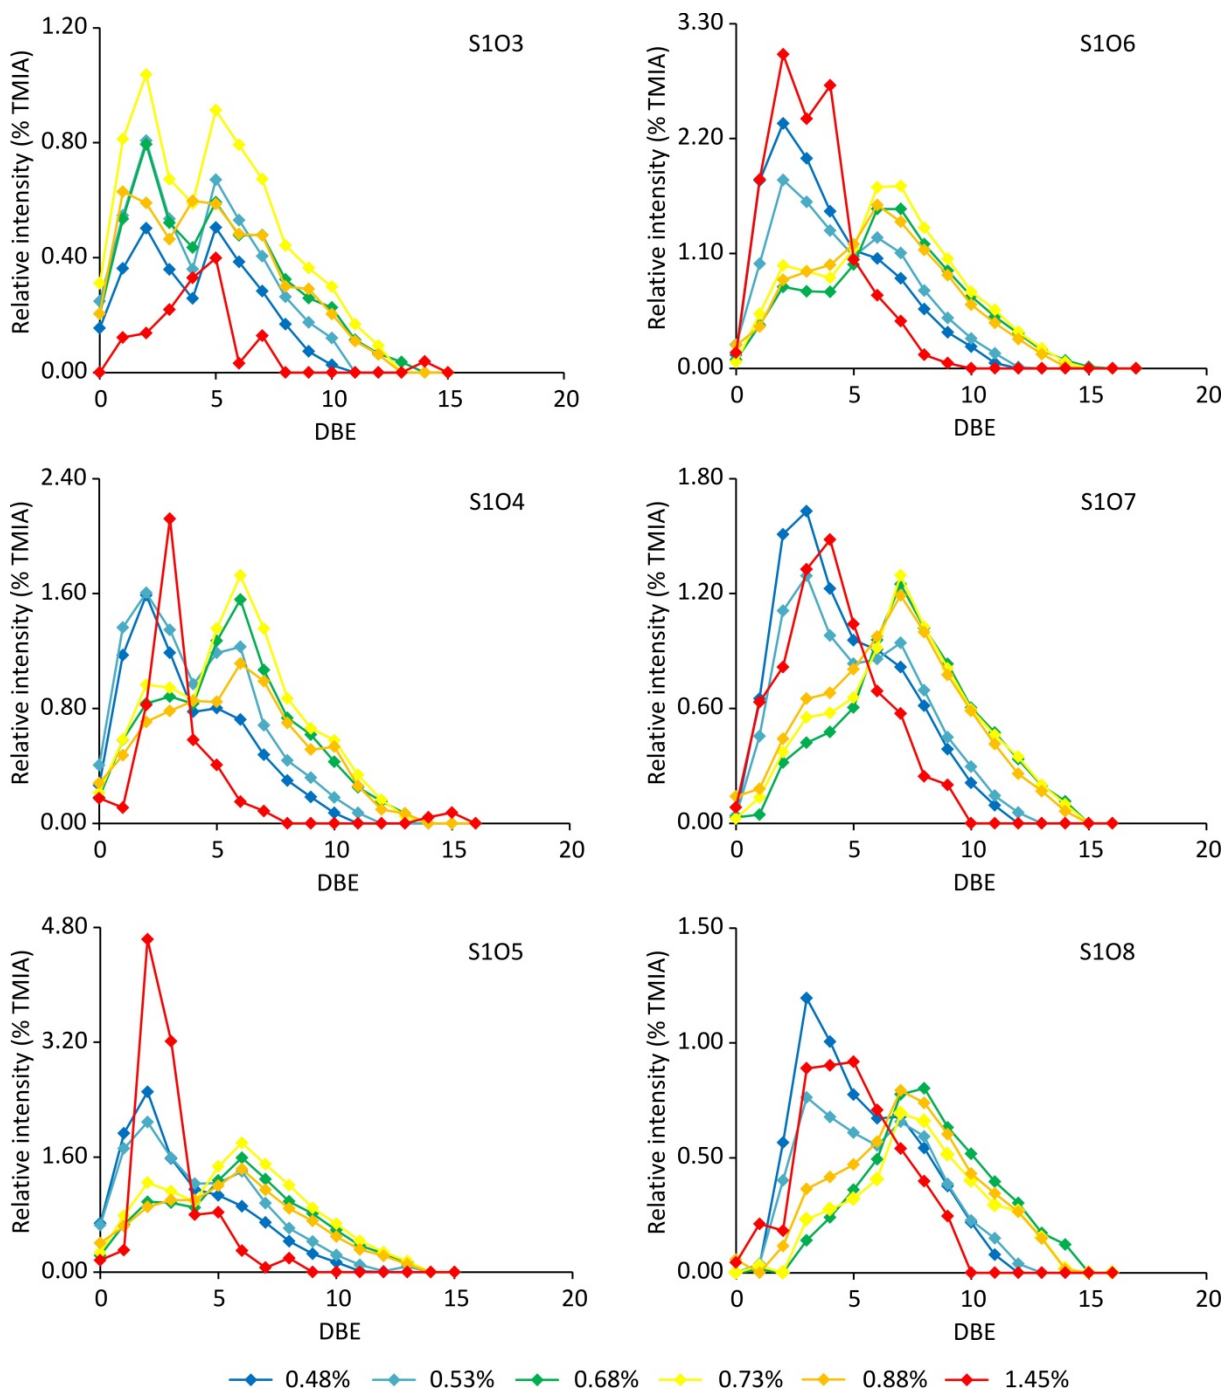 S1O3
Relative intensity (% TMIA)
1.20
0.80
0.40
0.00
0 5 10 15 20
DBE
S1O6
Relative intensity (% TMIA)
3.30
2.20
1.10
0.00
0 5 10 15 20
DBE
S1O4
Relative intensity (% TMIA)
2.40
1.60
0.80
0.00
0 5 10 15 20
DBE
S1O7
Relative intensity (% TMIA)
1.80
1.20
0.60
0.00
0 5 10 15 20
DBE
S1O5
Relative intensity (% TMIA)
4.80
3.20
1.60
0.00
0 5 10 15 20
DBE
S1O8
Relative intensity (% TMIA)
1.50
1.00
0.50
0.00
0 5 10 15 20
DBE
0.48% 0.53% 0.68% 0.73% 0.88% 1.45%